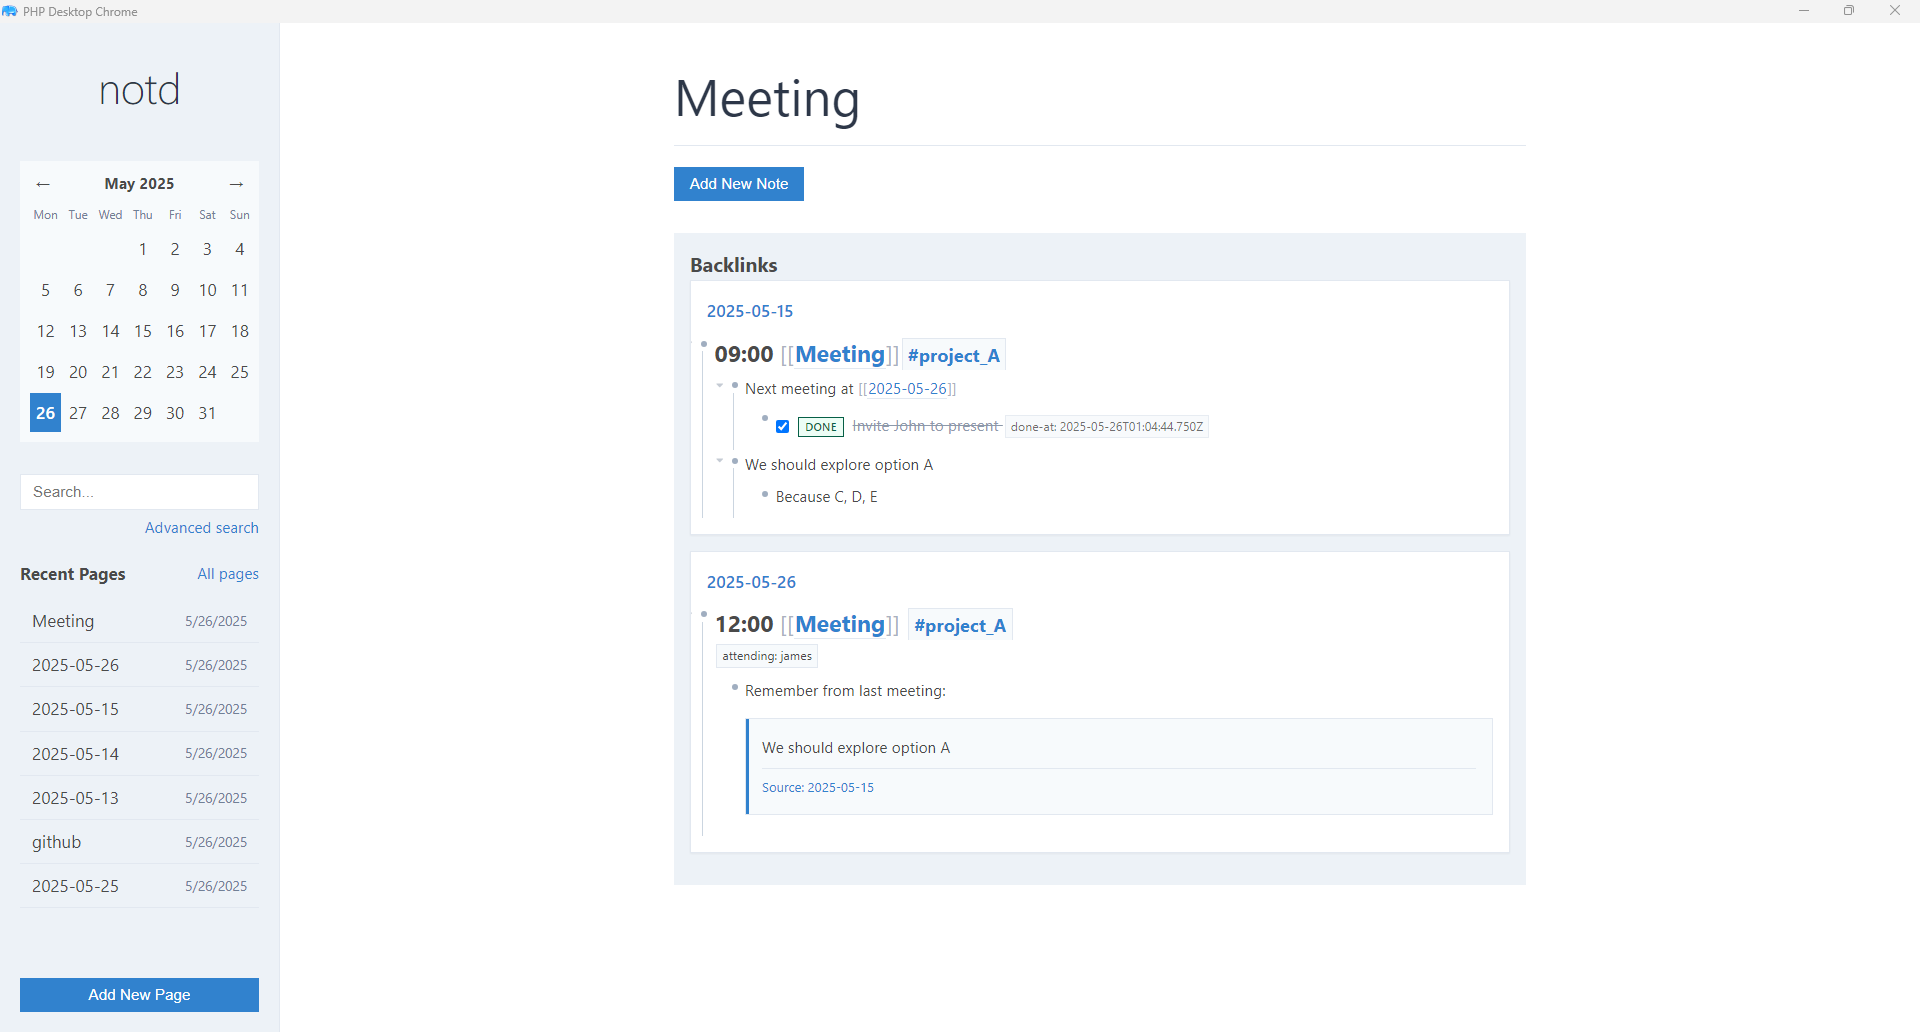 PHP Desktop Chrome
notd
← May 2025 →
Mon Tue Wed Thu Fri Sat Sun
1 2 3 4
5 6 7 8 9 10 11
12 13 14 15 16 17 18
19 20 21 22 23 24 25
26 27 28 29 30 31
Search...
Advanced search
Recent Pages All pages
Meeting 5/26/2025
2025-05-26 5/26/2025
2025-05-15 5/26/2025
2025-05-14 5/26/2025
2025-05-13 5/26/2025
github 5/26/2025
2025-05-25 5/26/2025
Add New Page
Meeting
Add New Note
Backlinks
2025-05-15
09:00 [[Meeting]] #project_A
Next meeting at [[2025-05-26]]
DONE Invite John to present done-at: 2025-05-26T01:04:44.750Z
We should explore option A
Because C, D, E
2025-05-26
12:00 [[Meeting]] #project_A
attending: james
Remember from last meeting:
We should explore option A
Source: 2025-05-15